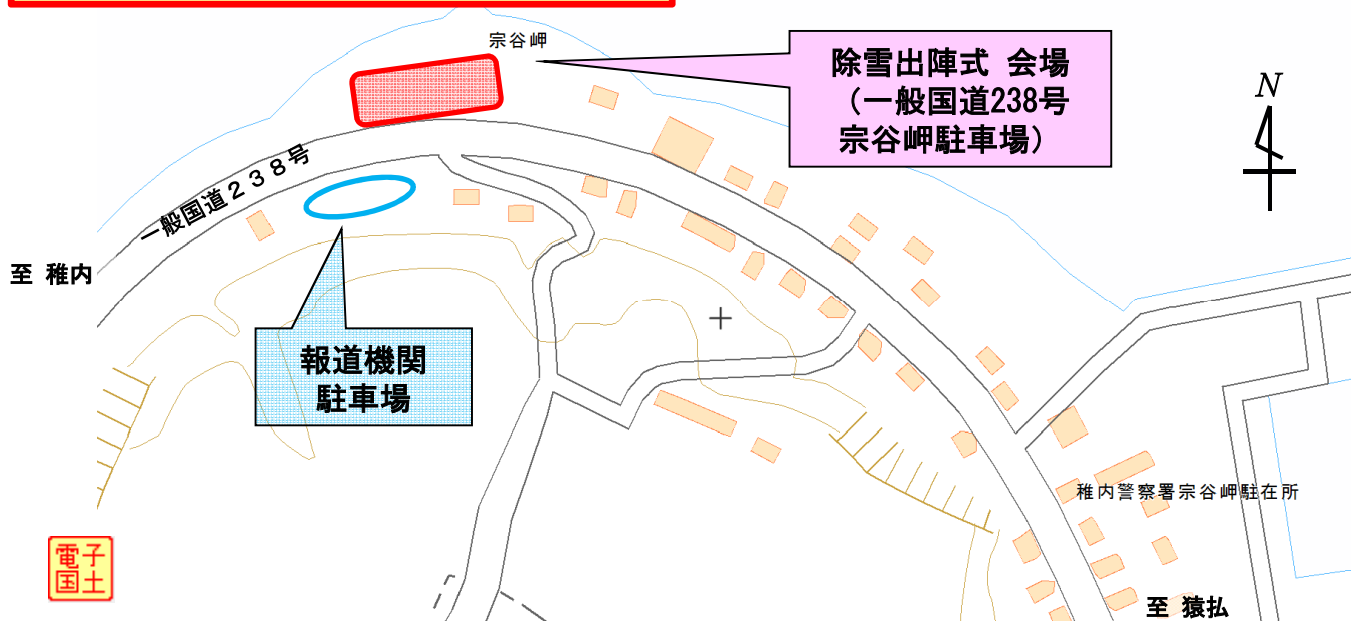 宗谷岬
除雪出陣式 会場
（一般国道238号
宗谷岬駐車場）
N
一般国道２３８号
至 稚内
報道機関
駐車場
稚内警察署宗谷岬駐在所
電子
国土
至 猿払